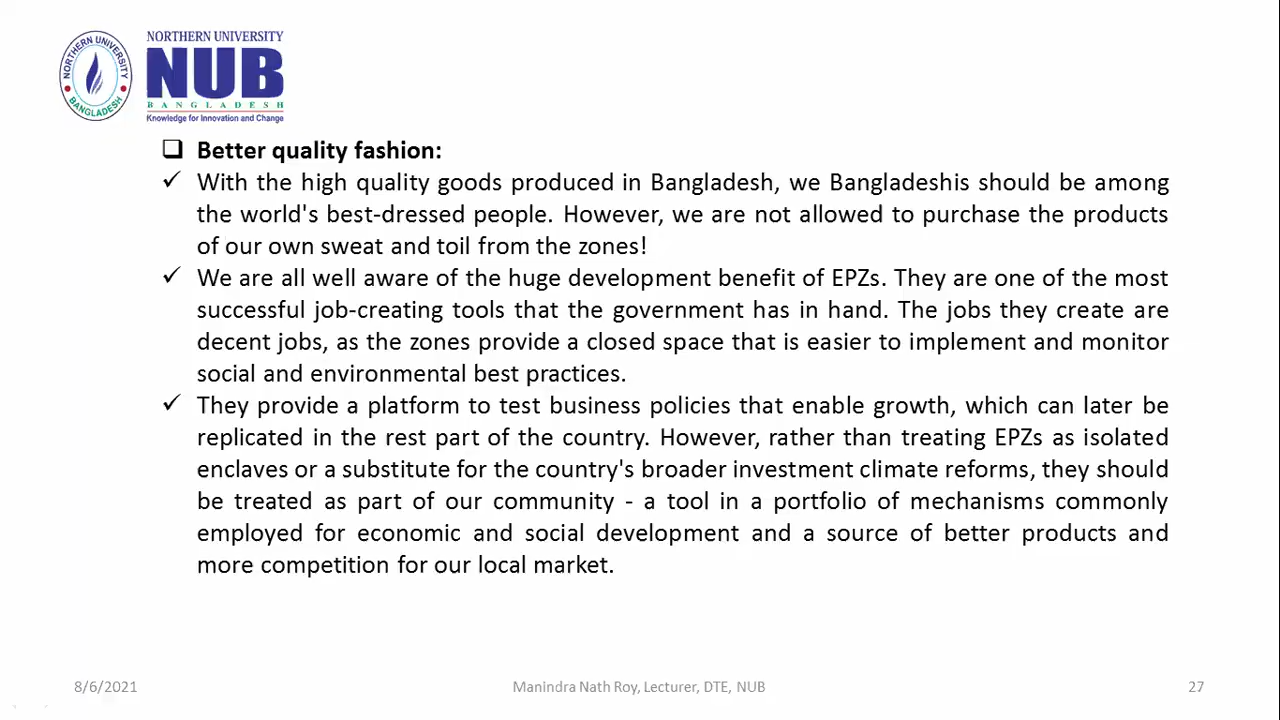 NORTHERN UNIVERSITY
BANGLADESH
NORTHERN UNIVERSITY
NUB
BANGLADESH
Knowledge for Innovation and Change
Better quality fashion:
With the high quality goods produced in Bangladesh, we Bangladeshis should be among
the world's best-dressed people. However, we are not allowed to purchase the products
of our own sweat and toil from the zones!
We are all well aware of the huge development benefit of EPZs. They are one of the most
successful job-creating tools that the government has in hand. The jobs they create are
decent jobs, as the zones provide a closed space that is easier to implement and monitor
social and environmental best practices.
They provide a platform to test business policies that enable growth, which can later be
replicated in the rest part of the country. However, rather than treating EPZs as isolated
enclaves or a substitute for the country's broader investment climate reforms, they should
be treated as part of our community - a tool in a portfolio of mechanisms commonly
employed for economic and social development and a source of better products and
more competition for our local market.
8/6/2021
Manindra Nath Roy, Lecturer, DTE, NUB
27